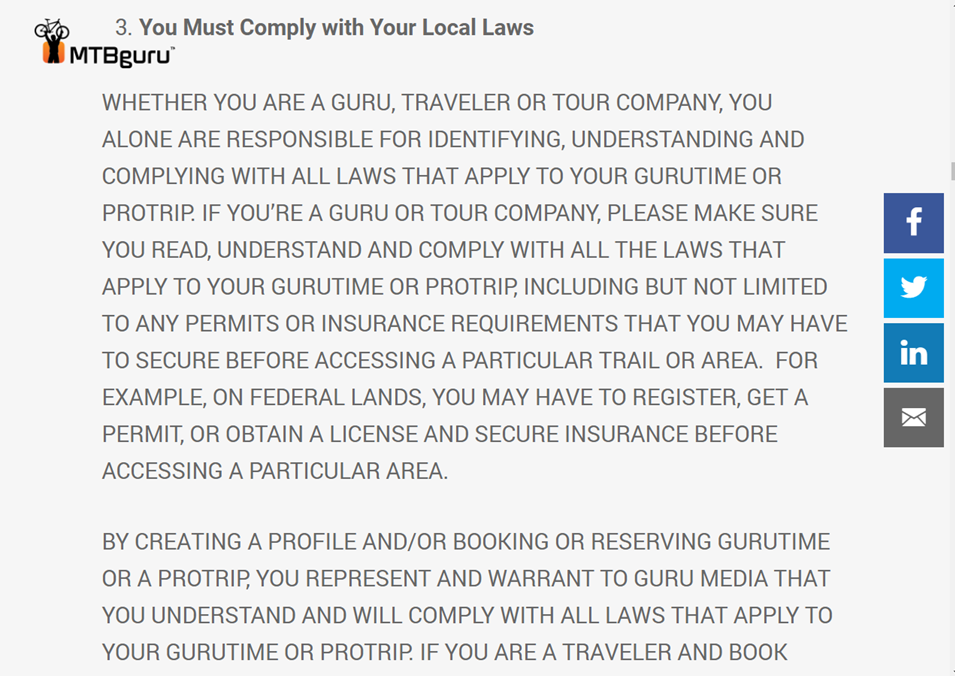 3. You Must Comply with Your Local Laws
MTBguru™
WHETHER YOU ARE A GURU, TRAVELER OR TOUR COMPANY, YOU
ALONE ARE RESPONSIBLE FOR IDENTIFYING, UNDERSTANDING AND
COMPLYING WITH ALL LAWS THAT APPLY TO YOUR GURUTIME OR
PROTRIP. IF YOU’RE A GURU OR TOUR COMPANY, PLEASE MAKE SURE
YOU READ, UNDERSTAND AND COMPLY WITH ALL THE LAWS THAT
APPLY TO YOUR GURUTIME OR PROTRIP, INCLUDING BUT NOT LIMITED
TO ANY PERMITS OR INSURANCE REQUIREMENTS THAT YOU MAY HAVE
TO SECURE BEFORE ACCESSING A PARTICULAR TRAIL OR AREA.  FOR
EXAMPLE, ON FEDERAL LANDS, YOU MAY HAVE TO REGISTER, GET A
PERMIT, OR OBTAIN A LICENSE AND SECURE INSURANCE BEFORE
ACCESSING A PARTICULAR AREA.
BY CREATING A PROFILE AND/OR BOOKING OR RESERVING GURUTIME
OR A PROTRIP, YOU REPRESENT AND WARRANT TO GURU MEDIA THAT
YOU UNDERSTAND AND WILL COMPLY WITH ALL LAWS THAT APPLY TO
YOUR GURUTIME OR PROTRIP. IF YOU ARE A TRAVELER AND BOOK